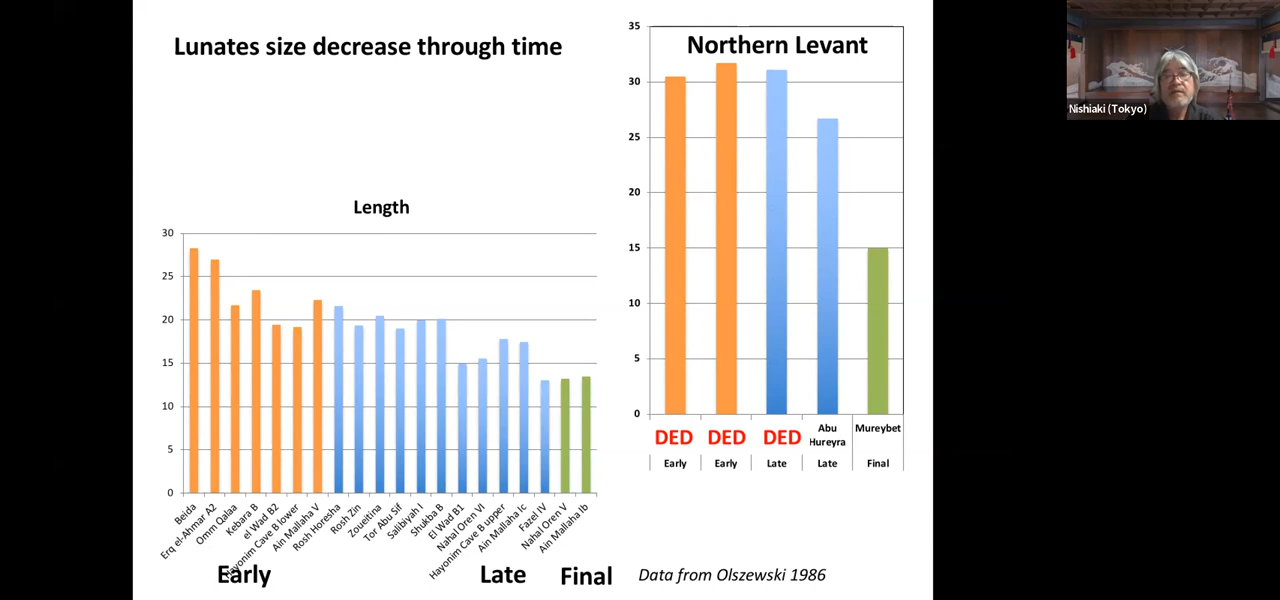 Lunates size decrease through time
Length
30
25
20
15
10
5
0
Beida
Erq el-Ahmar A2
Omm Qalaa
Kebara B
el Wad B2
Hayonim Cave B lower
Ain Mallaha V
Rosh Horesha
Rosh Zin
Zoueitina
Tor Abu Sif
Salibiyah I
Shukba B
El Wad B1
Nahal Oren VI
Hayonim Cave B upper
Ain Mallaha Ic
Fazel IV
Nahal Oren V
Ain Mallaha Ib
Early
Late
Final
Northern Levant
35
30
25
20
15
10
5
0
DED
DED
DED
Abu
Hureyra
Mureybet
Early
Early
Late
Late
Final
Data from Olszewski 1986
Nishiaki (Tokyo)